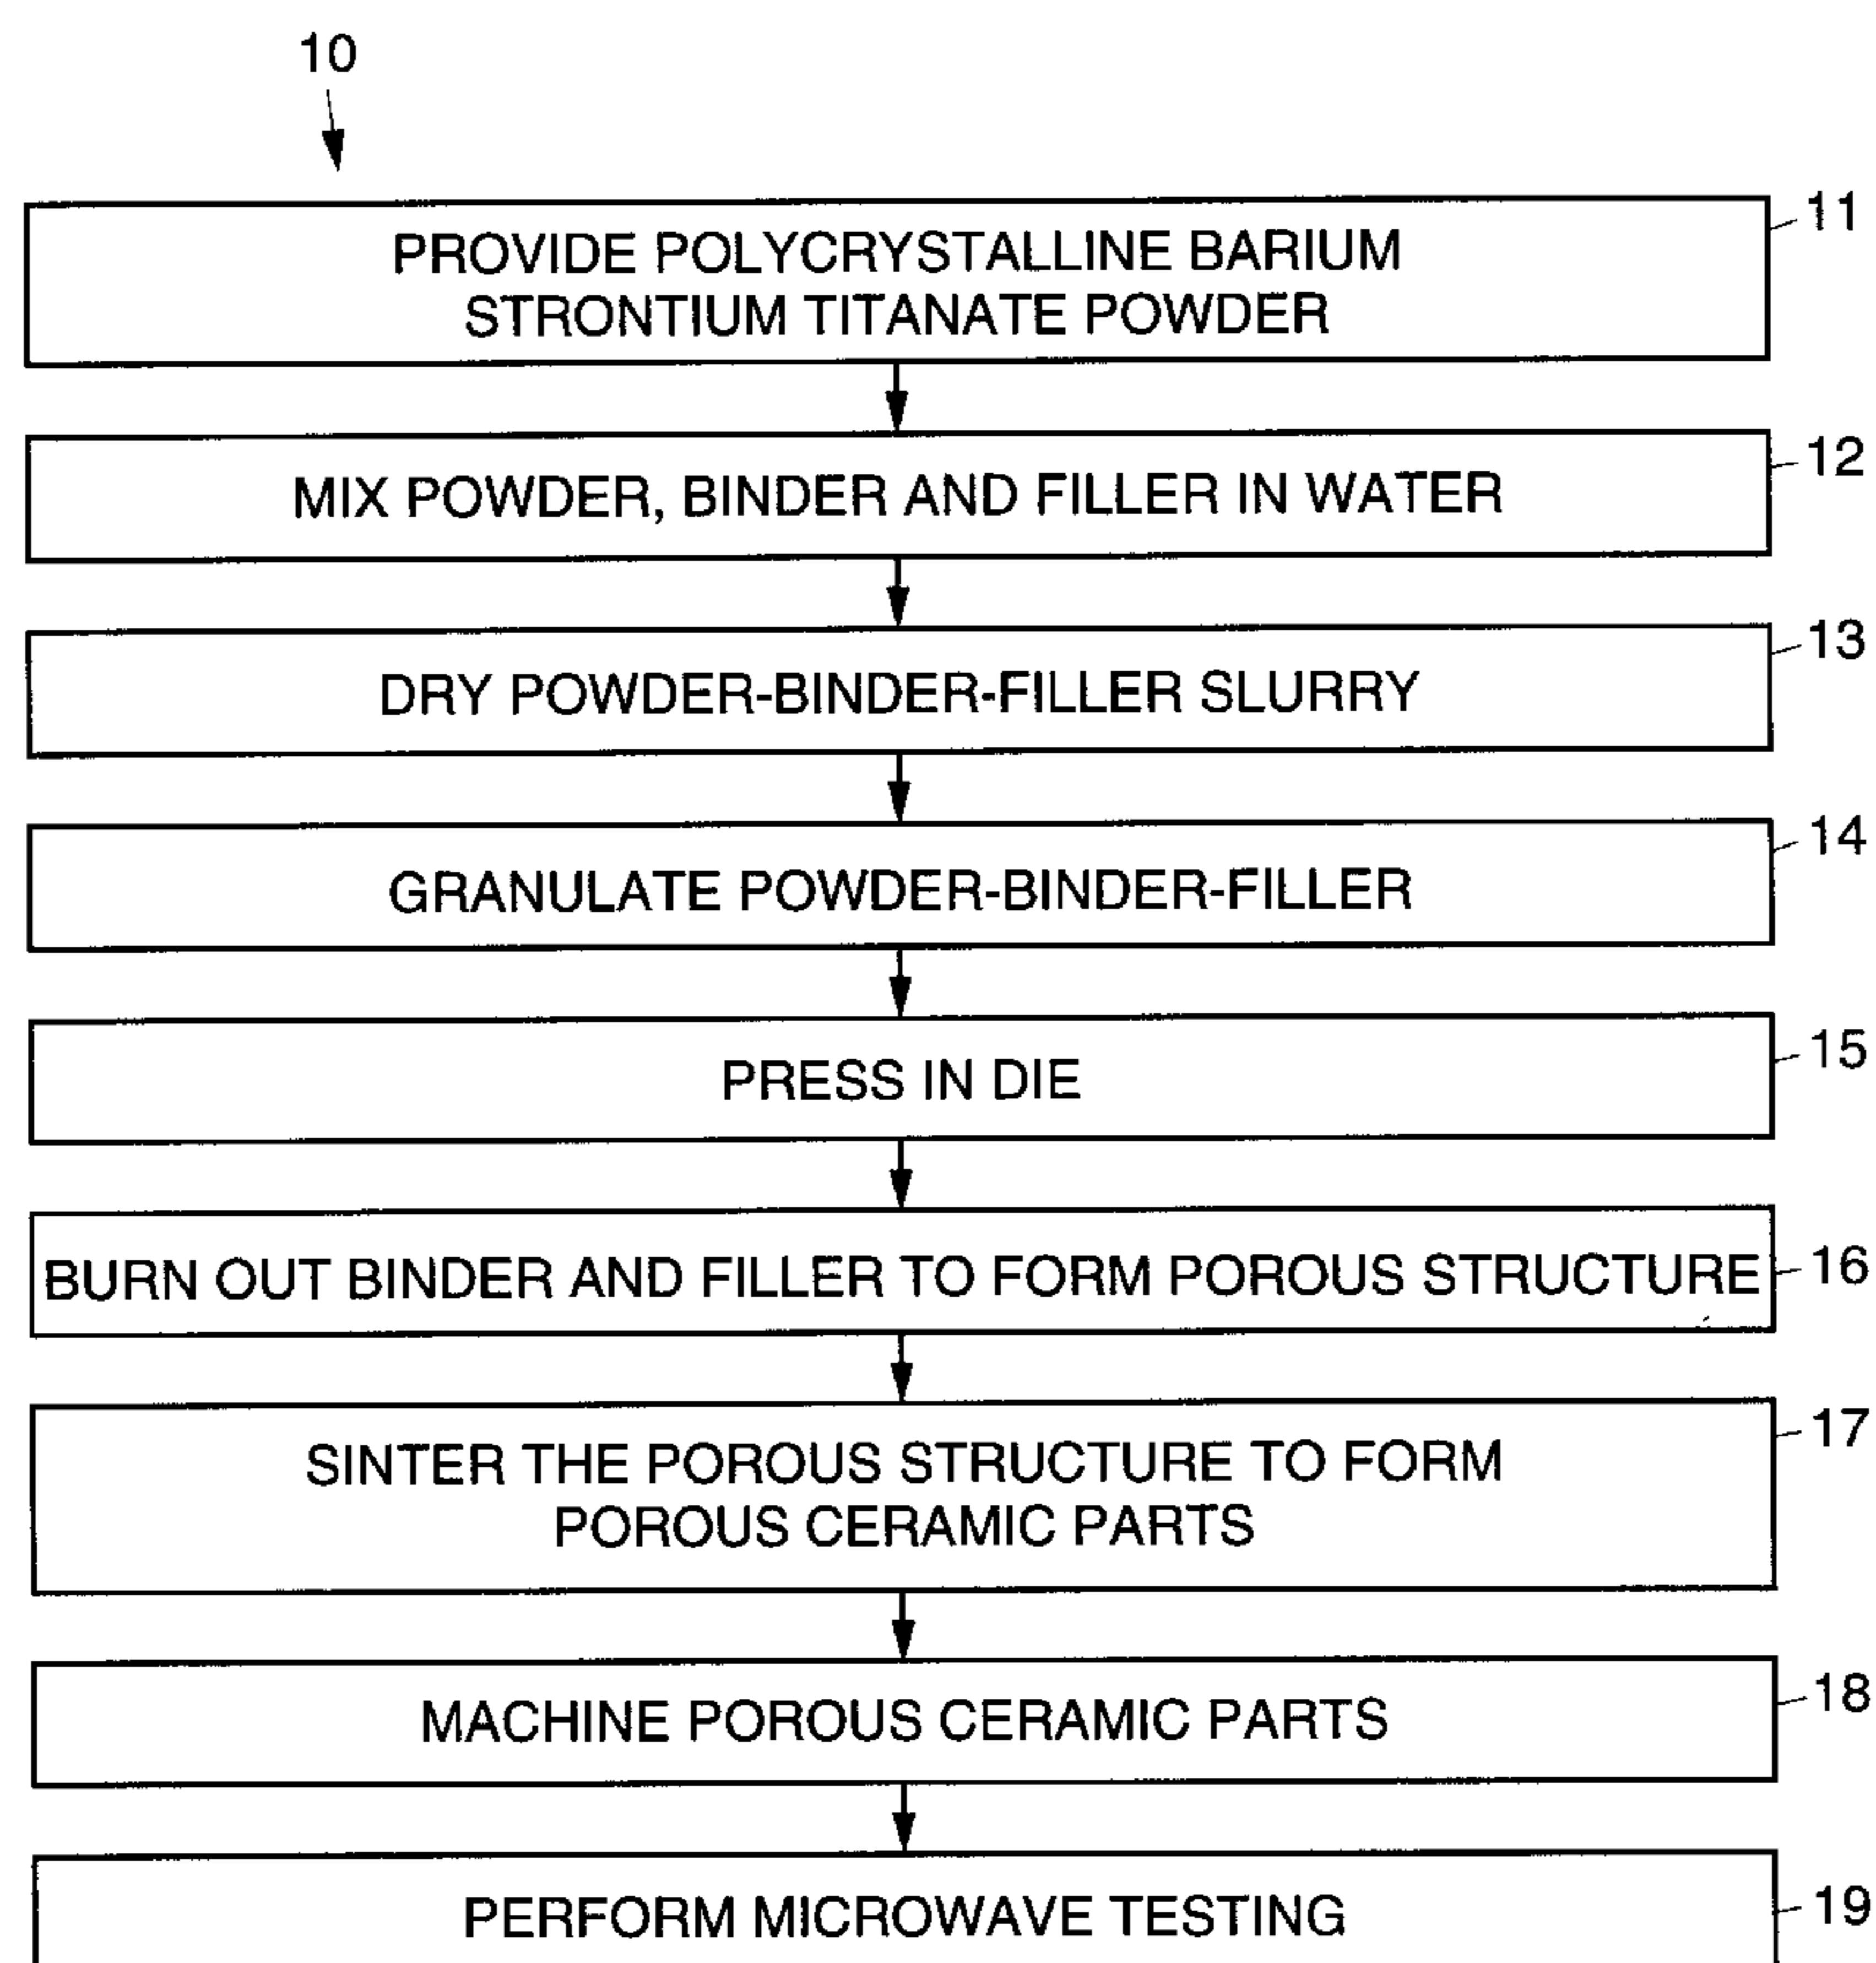 10
PROVIDE POLYCRYSTALLINE BARIUM
STRONTIUM TITANATE POWDER
11
MIX POWDER, BINDER AND FILLER IN WATER
12
DRY POWDER-BINDER-FILLER SLURRY
13
GRANULATE POWDER-BINDER-FILLER
14
PRESS IN DIE
15
BURN OUT BINDER AND FILLER TO FORM POROUS STRUCTURE
16
SINTER THE POROUS STRUCTURE TO FORM
POROUS CERAMIC PARTS
17
MACHINE POROUS CERAMIC PARTS
18
PERFORM MICROWAVE TESTING
19